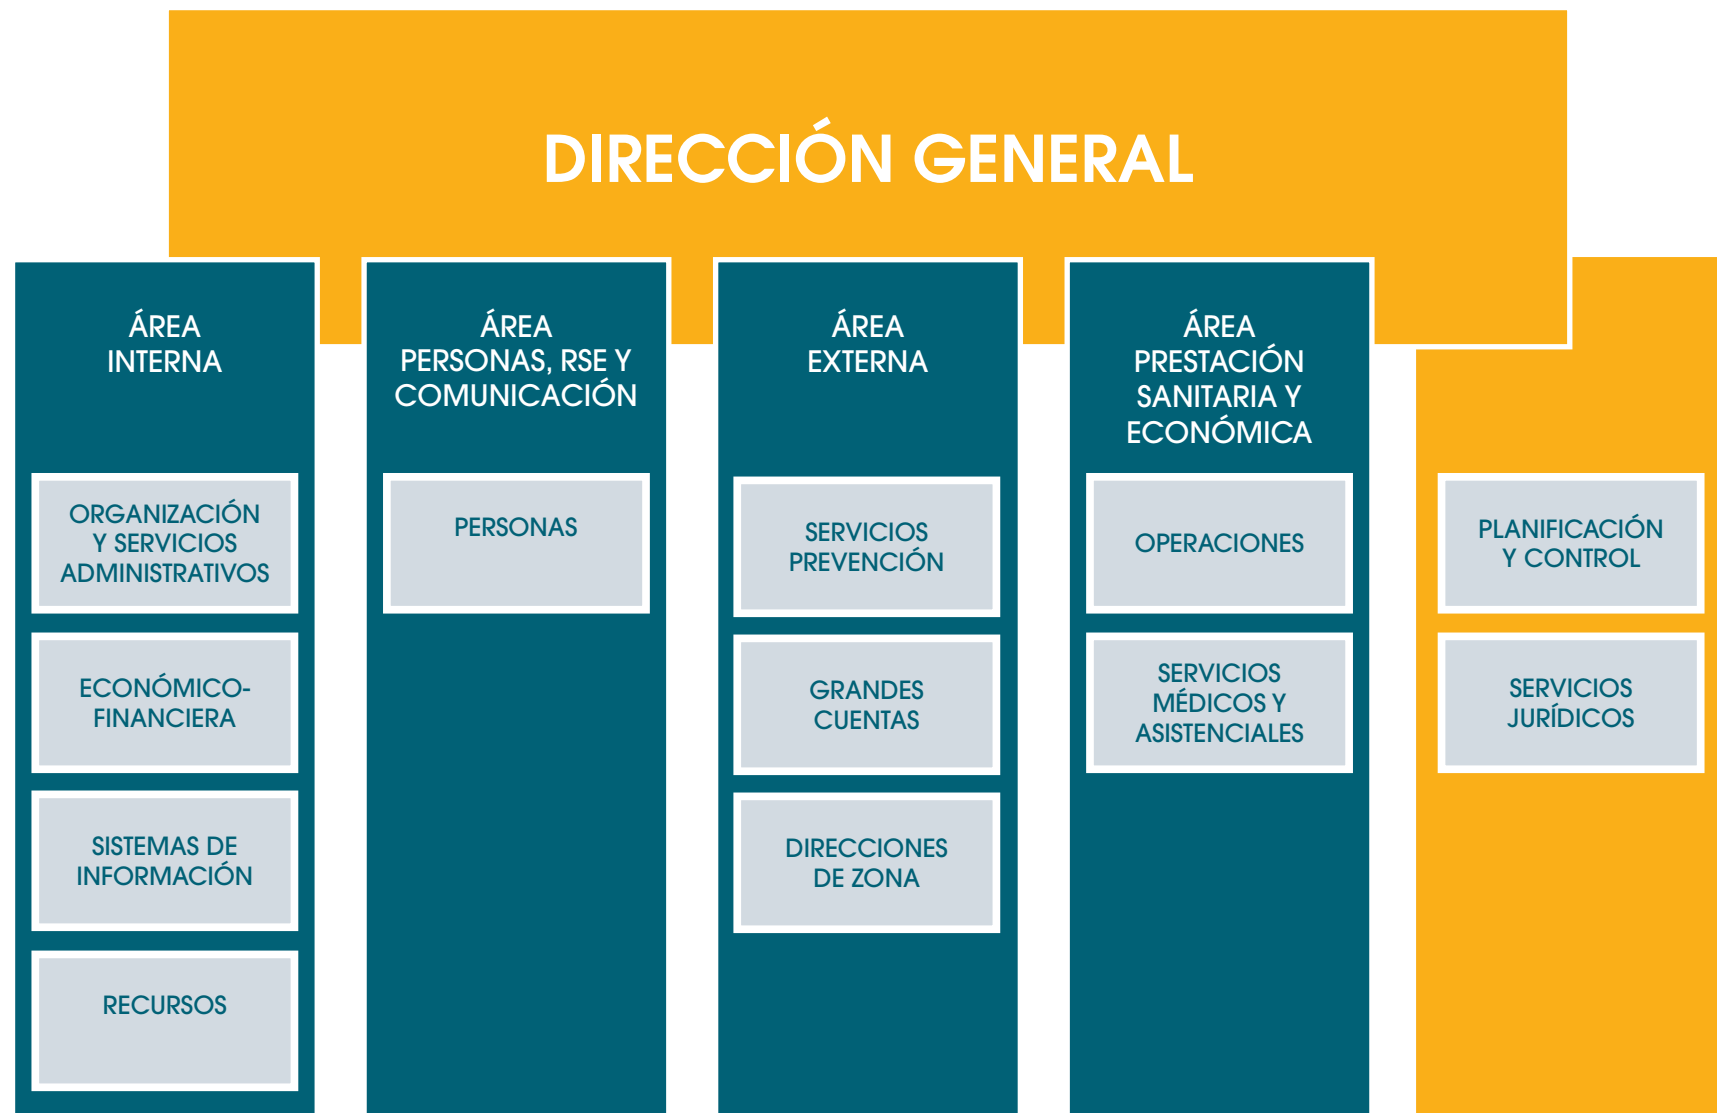 DIRECCIÓN GENERAL
ÁREA
INTERNA
ORGANIZACIÓN
Y SERVICIOS
ADMINISTRATIVOS
ECONÓMICO-
FINANCIERA
SISTEMAS DE
INFORMACIÓN
RECURSOS
ÁREA
PERSONAS, RSE Y
COMUNICACIÓN
PERSONAS
ÁREA
EXTERNA
SERVICIOS
PREVENCIÓN
GRANDES
CUENTAS
DIRECCIONES
DE ZONA
ÁREA
PRESTACIÓN
SANITARIA Y
ECONÓMICA
OPERACIONES
SERVICIOS
MÉDICOS Y
ASISTENCIALES
PLANIFICACIÓN
Y CONTROL
SERVICIOS
JURÍDICOS